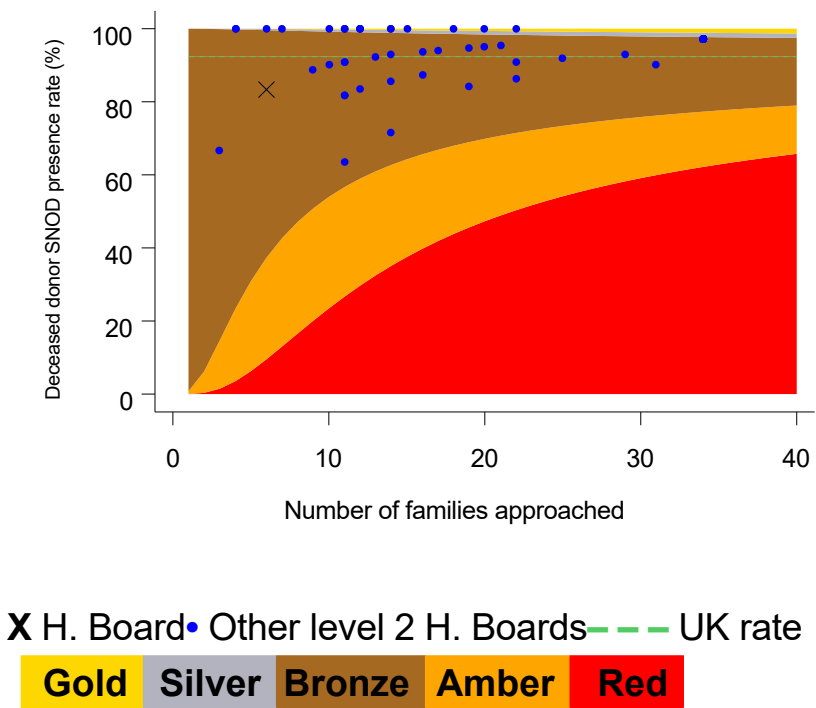 Deceased donor SNOD presence rate (%)
100
80
60
40
20
0
0 10 20 30 40
Number of families approached
X H. Board • Other level 2 H. Boards --- UK rate
Gold Silver Bronze Amber Red